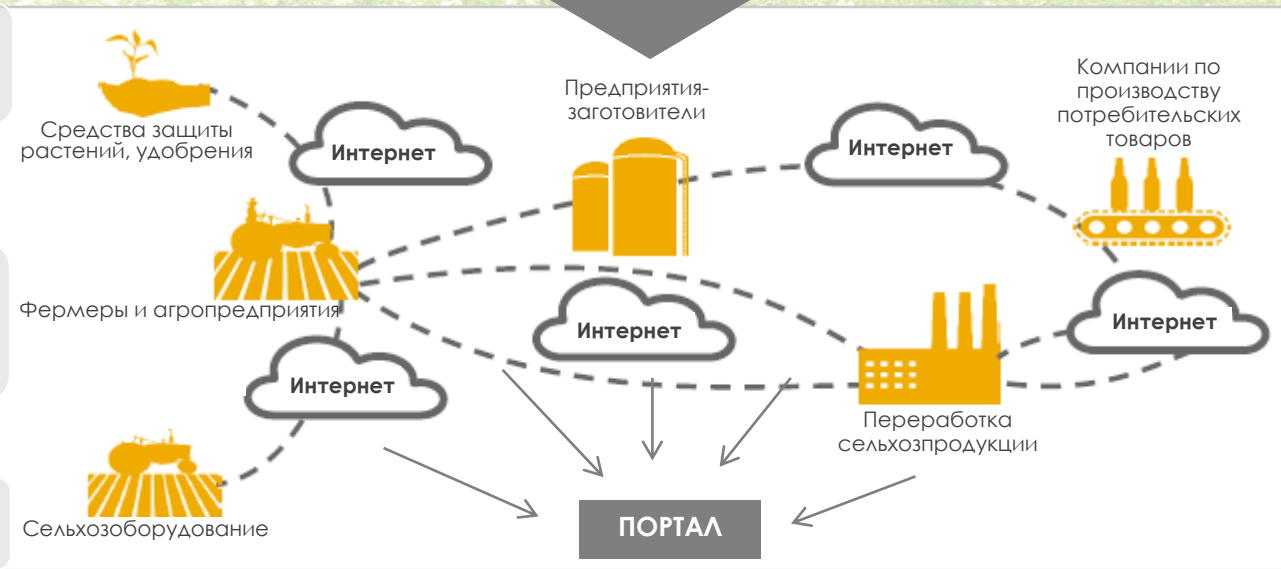 Средства защиты
растений, удобрения
Интернет
Предприятия-
заготовители
Интернет
Компании по
производству
потребительских
товаров
Фермеры и агропредприятия
Интернет
Интернет
Интернет
Переработка
сельхозпродукции
Сельхозоборудование
ПОРТАЛ